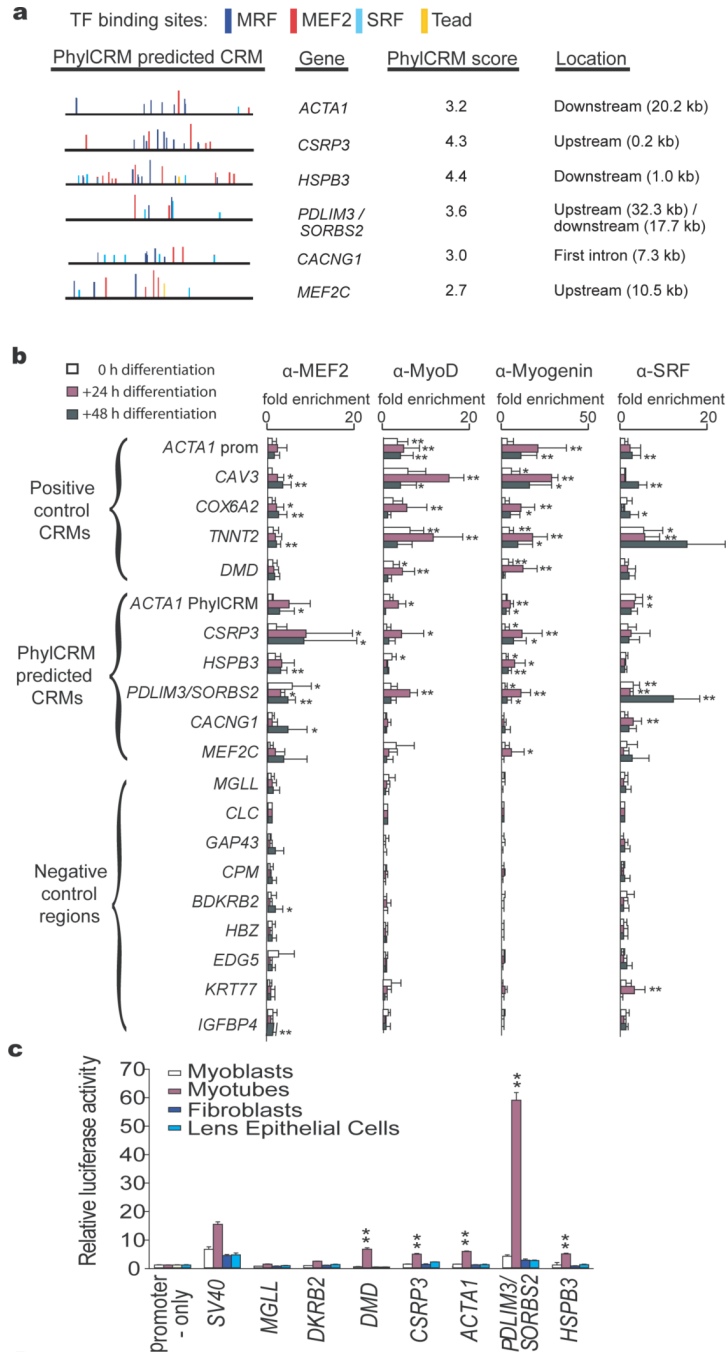 a
TF binding sites: MRF MEF2 SRF Tead
PhylCRM predicted CRM Gene PhylCRM score Location
ACTA1 3.2 Downstream (20.2 kb)
CSRP3 4.3 Upstream (0.2 kb)
HSPB3 4.4 Downstream (1.0 kb)
PDLIM3 / SORBS2 3.6 Upstream (32.3 kb) / downstream (17.7 kb)
CACNG1 3.0 First intron (7.3 kb)
MEF2C 2.7 Upstream (10.5 kb)
b
0 h differentiation
+24 h differentiation
+48 h differentiation
α-MEF2 α-MyoD α-Myogenin α-SRF
fold enrichment fold enrichment fold enrichment fold enrichment
0 20 0 20 0 50 0 20
Positive control CRMs
ACTA1 prom
CAV3
COX6A2
TNNT2
DMD
PhylCRM predicted CRMs
ACTA1 PhylCRM
CSRP3
HSPB3
PDLIM3/SORBS2
CACNG1
MEF2C
Negative control regions
MGLL
CLC
GAP43
CPM
BDKRB2
HBZ
EDG5
KRT77
IGFBP4
c
Relative luciferase activity
70
60
50
40
30
20
10
0
Myoblasts
Myotubes
Fibroblasts
Lens Epithelial Cells
promoter - only
SV40
MGLL
DKRB2
DMD
CSRP3
ACTA1
PDLIM3/ SORBS2
HSPB3